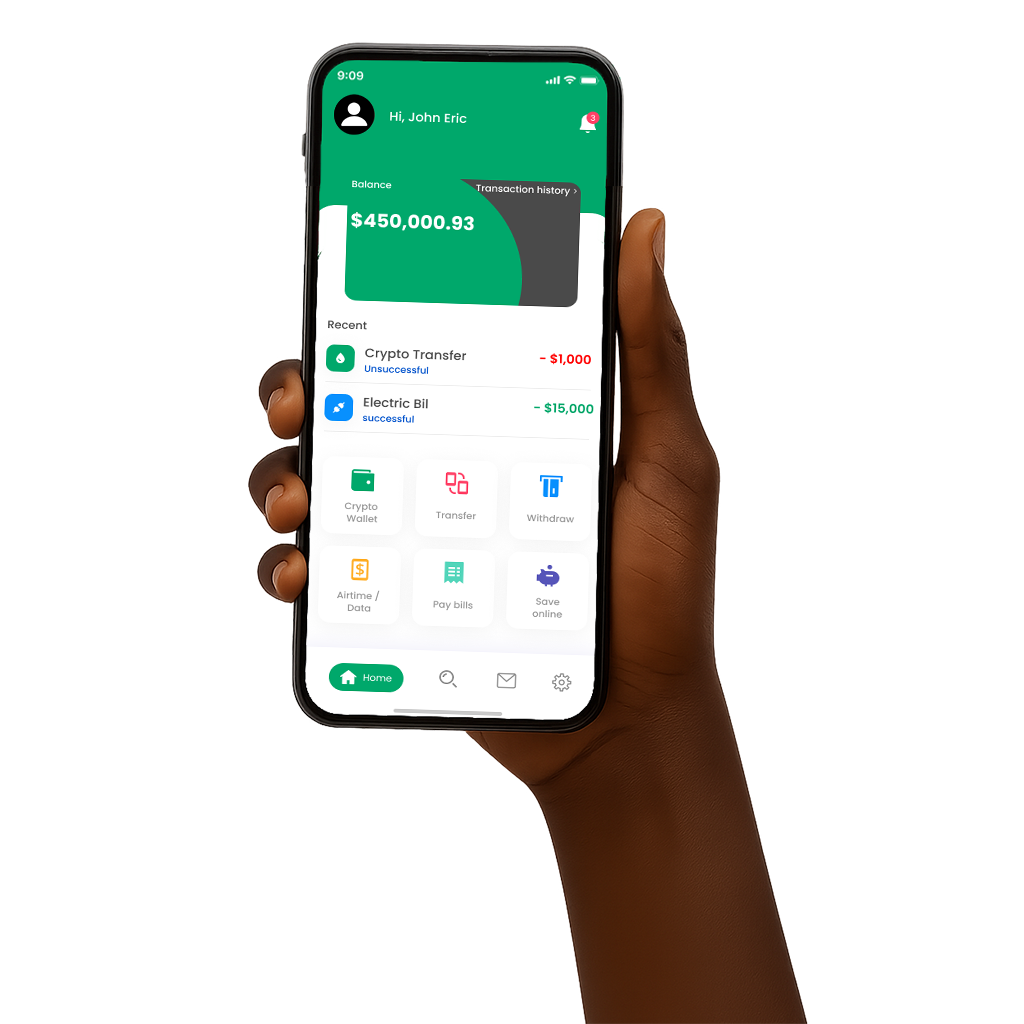 9:09
Hi, John Eric
3
Balance
Transaction history >
$450,000.93
Recent
Crypto Transfer
- $1,000
Unsuccessful
Electric Bil
- $15,000
successful
Crypto
Wallet
Transfer
Withdraw
Airtime /
Data
Pay bills
Save
online
Home